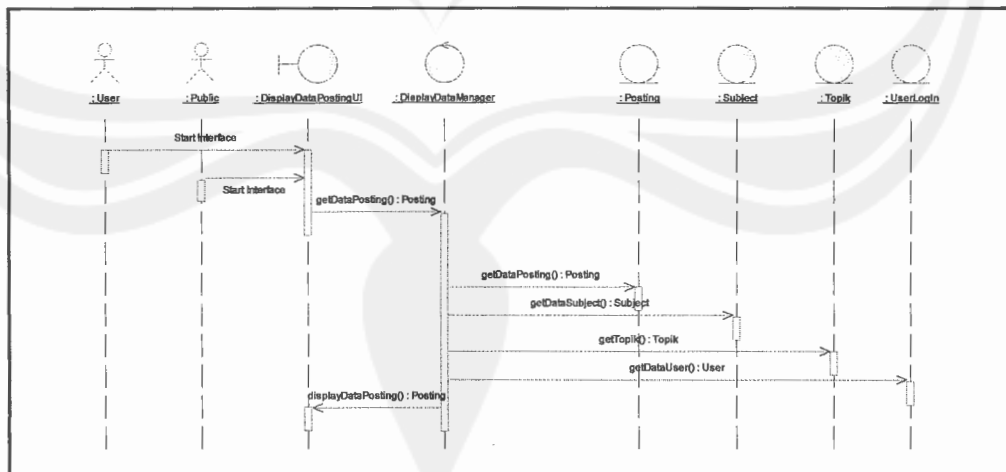 : User
: Public
: DisplayDataPostingUI
: DisplayDataManager
: Posting
: Subject
: Topik
: UserLogIn
Start Interface
Start Interface
getDataPosting() : Posting
getDataPosting() : Posting
getDataSubject() : Subject
getTopik() : Topik
getDataUser() : User
displayDataPosting() : Posting